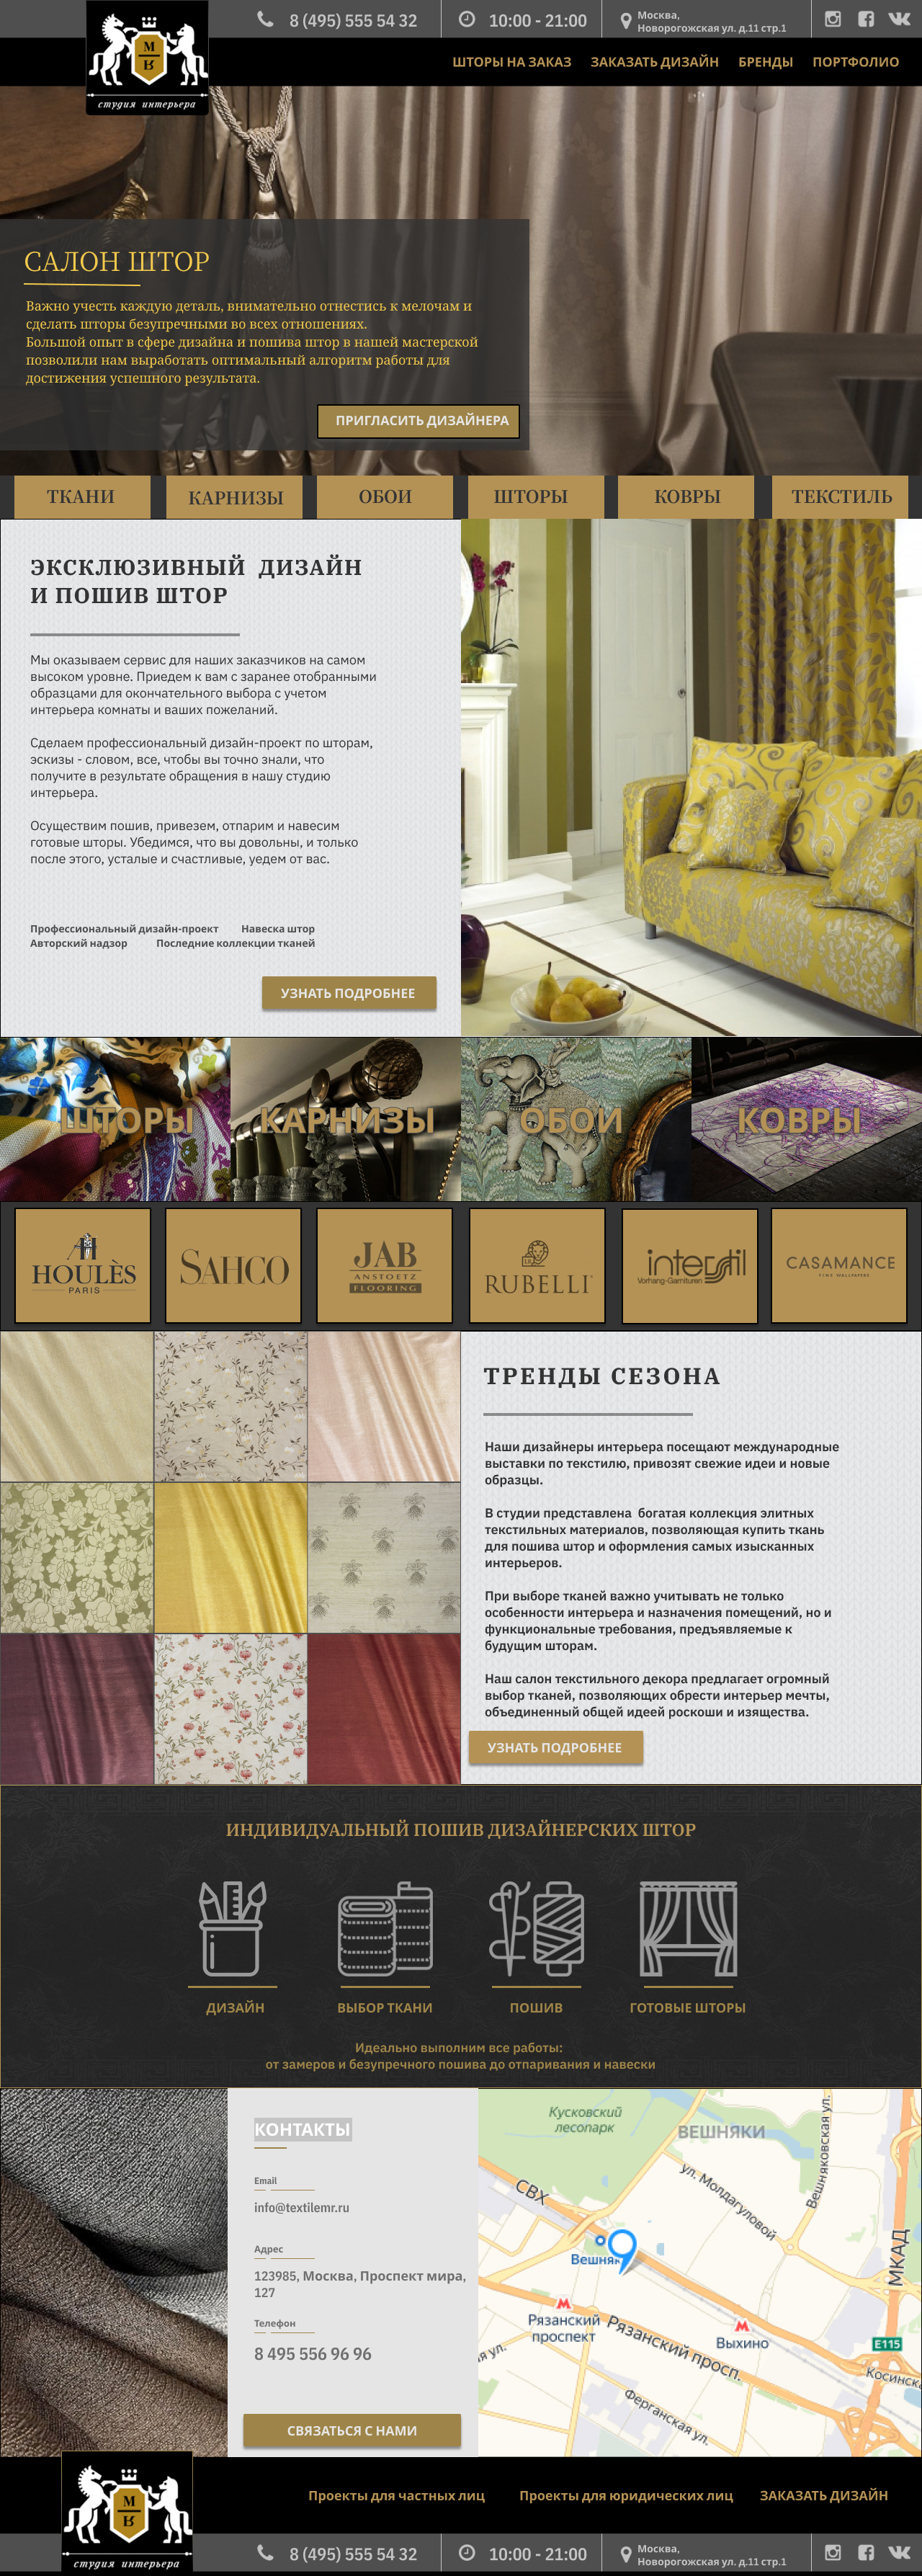 8 (495) 555 54 32
10:00 - 21:00
Москва,
Новорогожская ул. д.11 стр.1
M
R
студия интерьера
ШТОРЫ НА ЗАКАЗ
ЗАКАЗАТЬ ДИЗАЙН
БРЕНДЫ
ПОРТФОЛИО
САЛОН ШТОР
Важно учесть каждую деталь, внимательно отнестись к мелочам и
сделать шторы безупречными во всех отношениях.
Большой опыт в сфере дизайна и пошива штор в нашей мастерской
позволили нам выработать оптимальный алгоритм работы для
достижения успешного результата.
ПРИГЛАСИТЬ ДИЗАЙНЕРА
ТКАНИ
КАРНИЗЫ
ОБОИ
ШТОРЫ
КОВРЫ
ТЕКСТИЛЬ
ЭКСКЛЮЗИВНЫЙ ДИЗАЙН
И ПОШИВ ШТОР
Мы оказываем сервис для наших заказчиков на самом
высоком уровне. Приедем к вам с заранее отобранными
образцами для окончательного выбора с учетом
интерьера комнаты и ваших пожеланий.
Сделаем профессиональный дизайн-проект по шторам,
эскизы - словом, все, чтобы вы точно знали, что
получите в результате обращения в нашу студию
интерьера.
Осуществим пошив, привезем, отпарим и навесим
готовые шторы. Убедимся, что вы довольны, и только
после этого, усталые и счастливые, уедем от вас.
Профессиональный дизайн-проект Навеска штор
Авторский надзор Последние коллекции тканей
УЗНАТЬ ПОДРОБНЕЕ
ШТОРЫ
КАРНИЗЫ
ОБОИ
КОВРЫ
HOULÈS
PARIS
SAHCO
JAB
ANSTOETZ
FLOORING
RUBELLI
interstil
Vorhang-Garnituren
CASAMANCE
FINE WALLPAPERS
ТРЕНДЫ СЕЗОНА
Наши дизайнеры интерьера посещают международные
выставки по текстилю, привозят свежие идеи и новые
образцы.
В студии представлена богатая коллекция элитных
текстильных материалов, позволяющая купить ткань
для пошива штор и оформления самых изысканных
интерьеров.
При выборе тканей важно учитывать не только
особенности интерьера и назначения помещений, но и
функциональные требования, предъявляемые к
будущим шторам.
Наш салон текстильного декора предлагает огромный
выбор тканей, позволяющих обрести интерьер мечты,
объединенный общей идеей роскоши и изящества.
УЗНАТЬ ПОДРОБНЕЕ
ИНДИВИДУАЛЬНЫЙ ПОШИВ ДИЗАЙНЕРСКИХ ШТОР
ДИЗАЙН
ВЫБОР ТКАНИ
ПОШИВ
ГОТОВЫЕ ШТОРЫ
Идеально выполним все работы:
от замеров и безупречного пошива до отпаривания и навески
КОНТАКТЫ
Email
info@textilemr.ru
Адрес
123985, Москва, Проспект мира,
127
Телефон
8 495 556 96 96
СВЯЗАТЬСЯ С НАМИ
Кусковский
лесопарк
ВЕШНЯКИ
Вешняковская ул.
ул. Молдагуловой
СВХ
МКАД
Вешняк
Рязанский
проспект
Рязанский просп.
Выхино
E115
Косинск
я ул.
Ферганская ул.
M
R
студия интерьера
Проекты для частных лиц
Проекты для юридических лиц
ЗАКАЗАТЬ ДИЗАЙН
8 (495) 555 54 32
10:00 - 21:00
Москва,
Новорогожская ул. д.11 стр.1